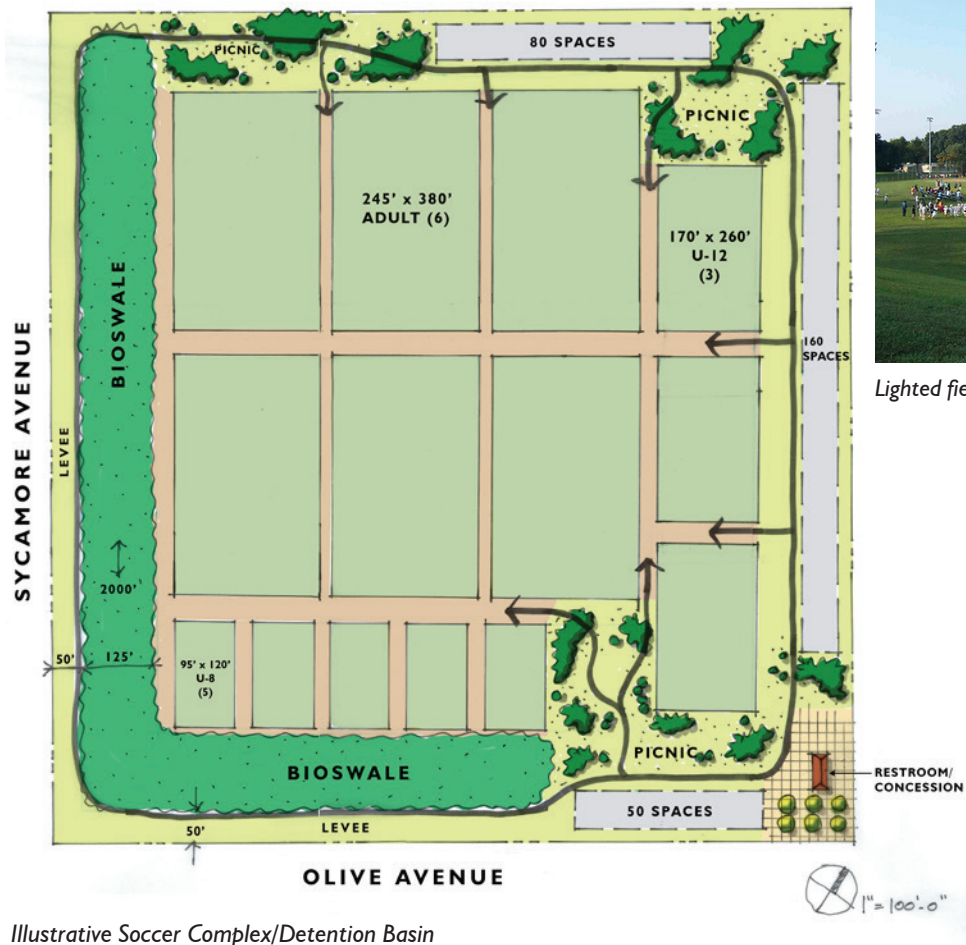 80 SPACES
PICNIC
PICNIC
245' x 380'
ADULT (6)
170' x 260'
U-12
(3)
BIOSWALE
SYCAMORE AVENUE
LEVEE
160
SPACES
2000'
50'
125'
95' x 120'
U-8
(5)
BIOSWALE
PICNIC
RESTROOM/
CONCESSION
50 SPACES
50'
LEVEE
OLIVE AVENUE
1"=100'-0"
Illustrative Soccer Complex/Detention Basin
Lighted fie